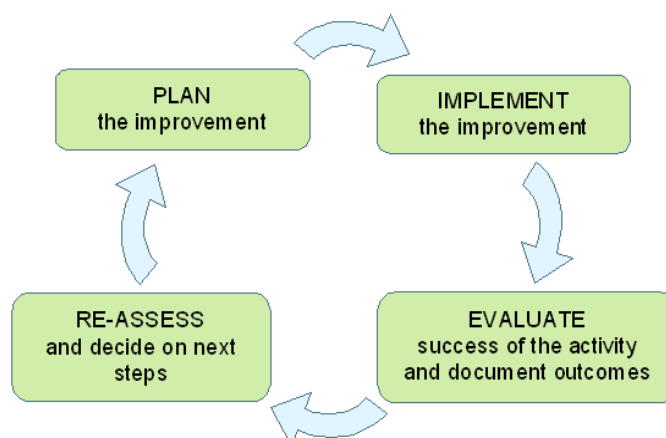 PLAN
the improvement
IMPLEMENT
the improvement
EVALUATE
success of the activity
and document outcomes
RE-ASSESS
and decide on next
steps